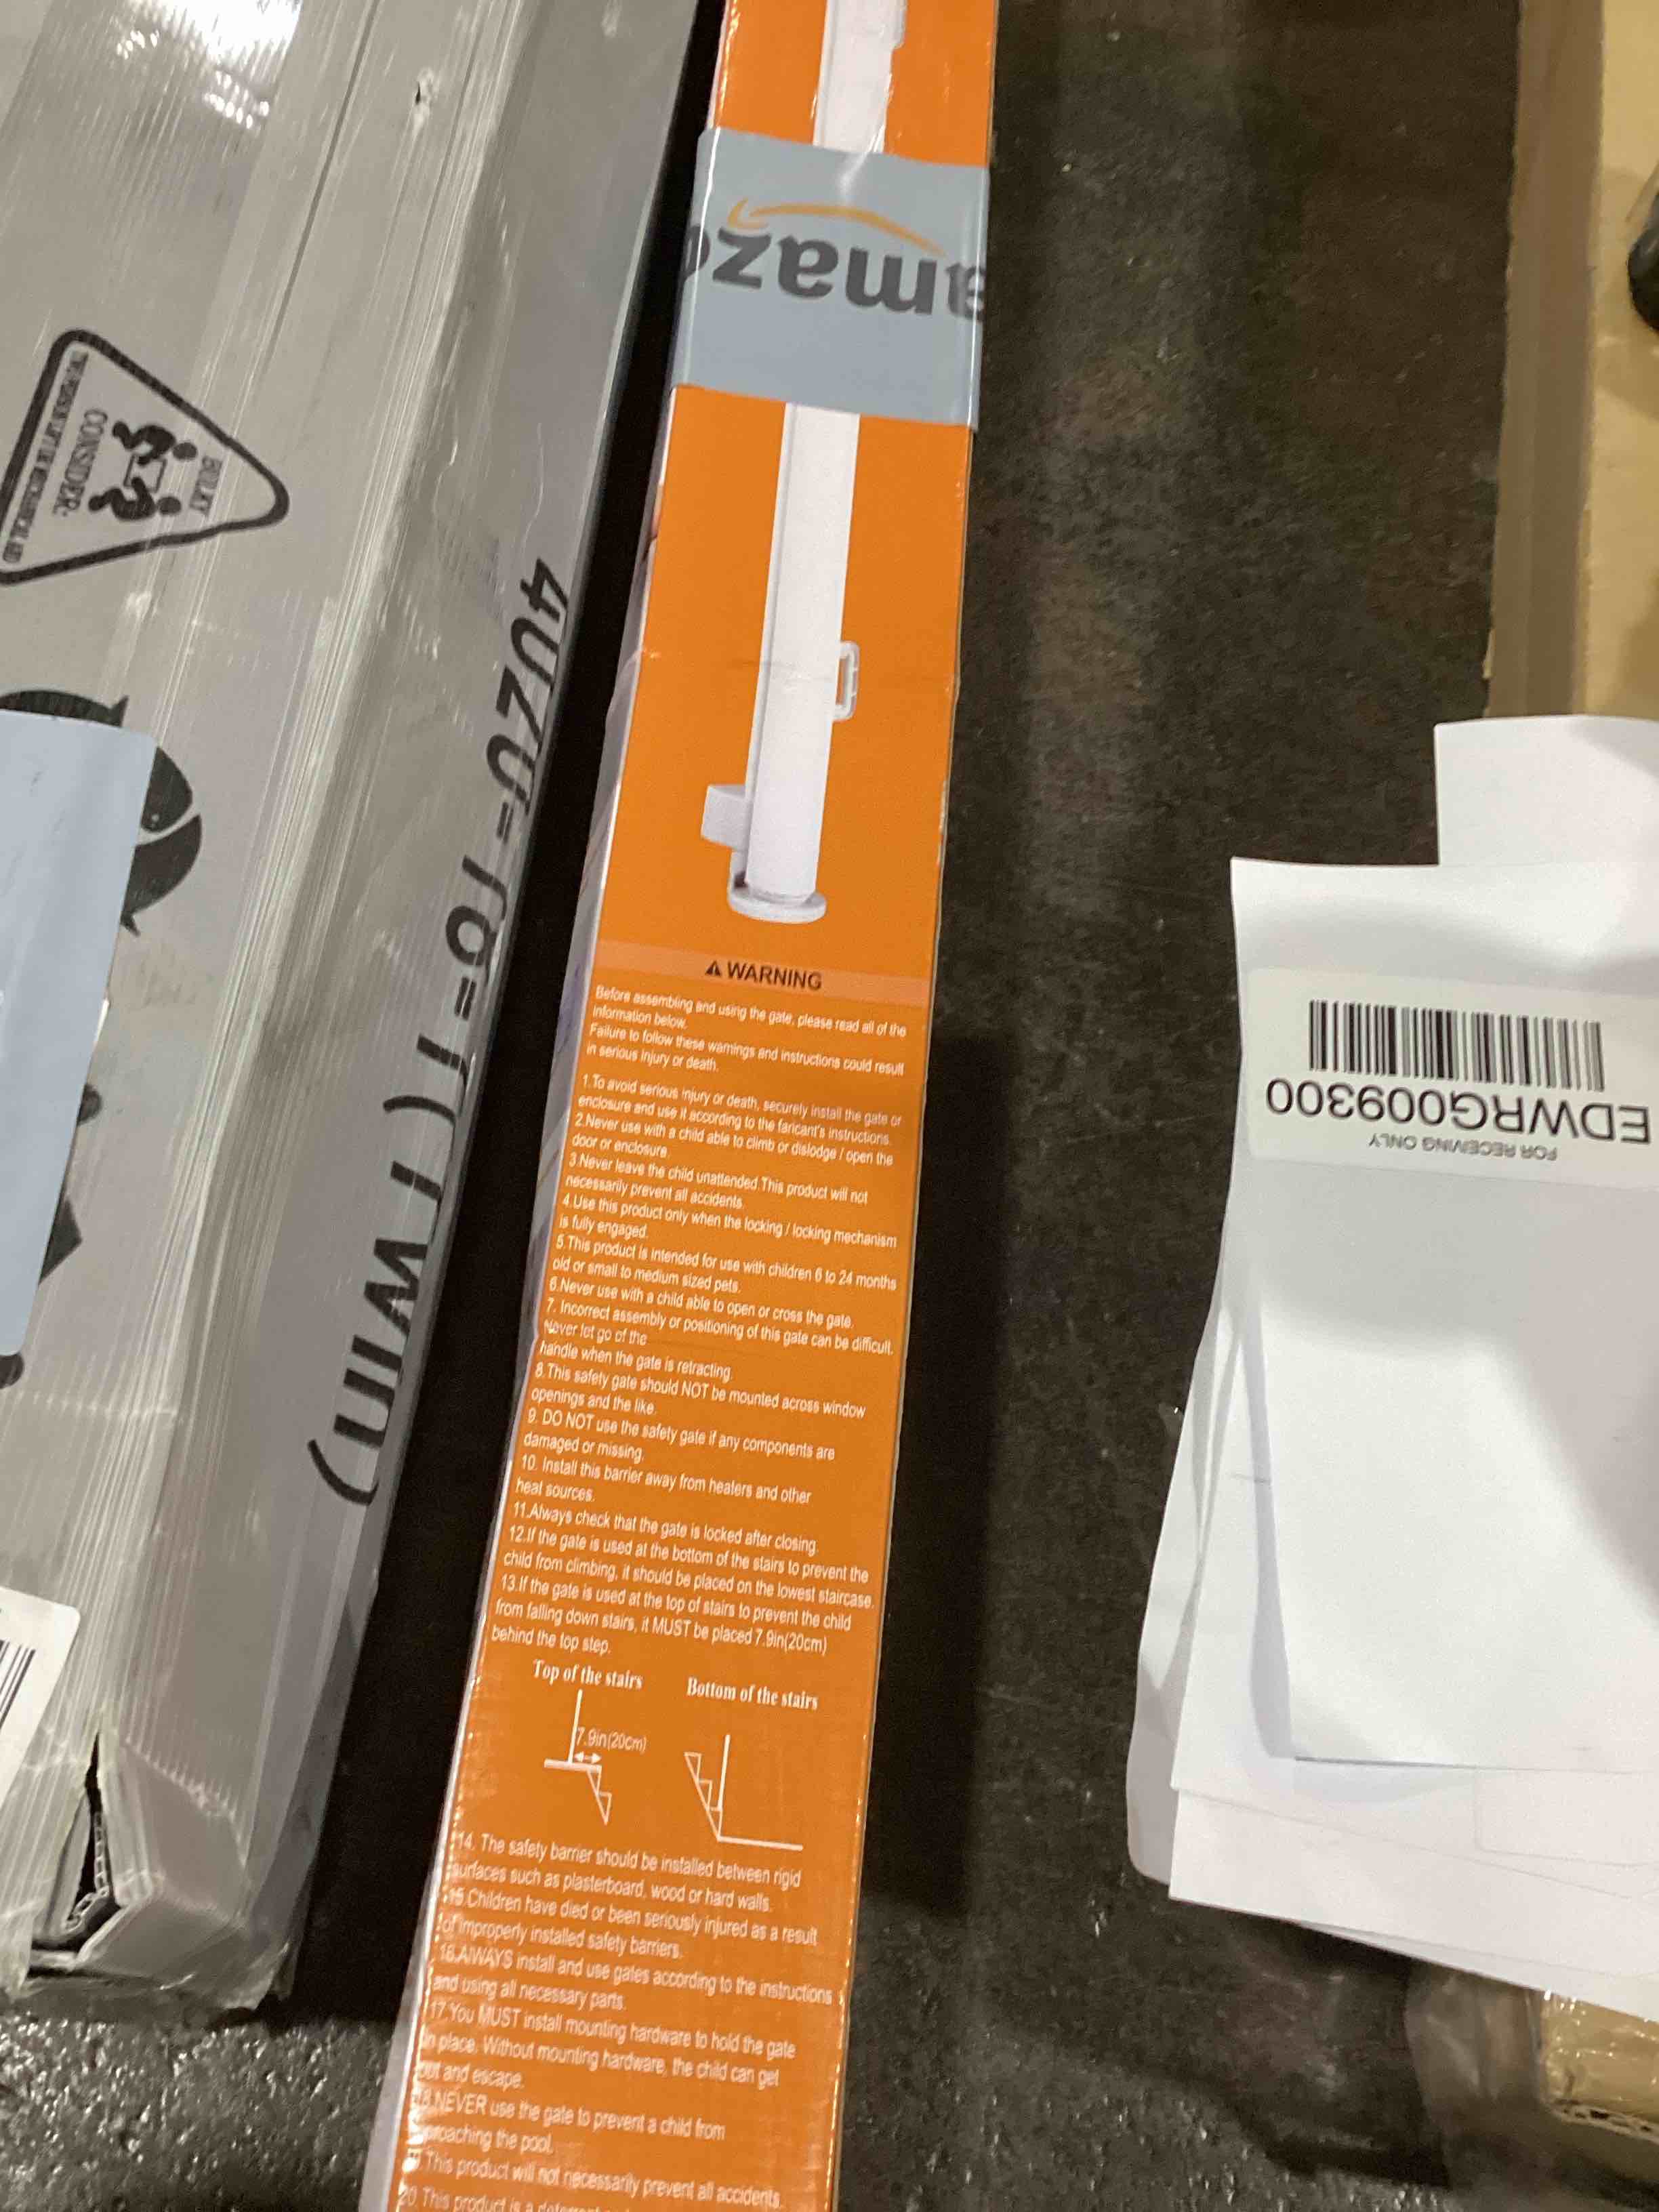 amazo
⚠ WARNING
Before assembling and using the gate, please read all of the
information below.
Failure to follow these warnings and instructions could result
in serious injury or death.
1.To avoid serious injury or death, securely install the gate or
enclosure and use it according to the faricant's instructions.
2.Never use with a child able to climb or dislodge / open the
door or enclosure.
3.Never leave the child unattended.This product will not
necessarily prevent all accidents.
4.Use this product only when the locking / locking mechanism
is fully engaged.
5.This product is intended for use with children 6 to 24 months
old or small to medium sized pets.
6.Never use with a child able to open or cross the gate.
7. Incorrect assembly or positioning of this gate can be difficult.
Never let go of the
handle when the gate is retracting.
8.This safety gate should NOT be mounted across window
openings and the like.
9. DO NOT use the safety gate if any components are
damaged or missing.
10. Install this barrier away from heaters and other
heat sources.
11.Always check that the gate is locked after closing.
12.If the gate is used at the bottom of the stairs to prevent the
child from climbing, it should be placed on the lowest staircase.
13.If the gate is used at the top of stairs to prevent the child
from falling down stairs, it MUST be placed 7.9in(20cm)
behind the top step.
Top of the stairs
Bottom of the stairs
7.9in(20cm)
14. The safety barrier should be installed between rigid
surfaces such as plasterboard, wood or hard walls.
15.Children have died or been seriously injured as a result
of improperly installed safety barriers.
16.AlWAYS install and use gates according to the instructions
and using all necessary parts.
17.You MUST install mounting hardware to hold the gate
in place. Without mounting hardware, the child can get
out and escape.
18.NEVER use the gate to prevent a child from
approaching the pool.
This product will not necessarily prevent all accidents.
20 This product is a
BULKY
CONSIDER:
(Twin)
FOR RECEIVING ONLY
EDWRG009300